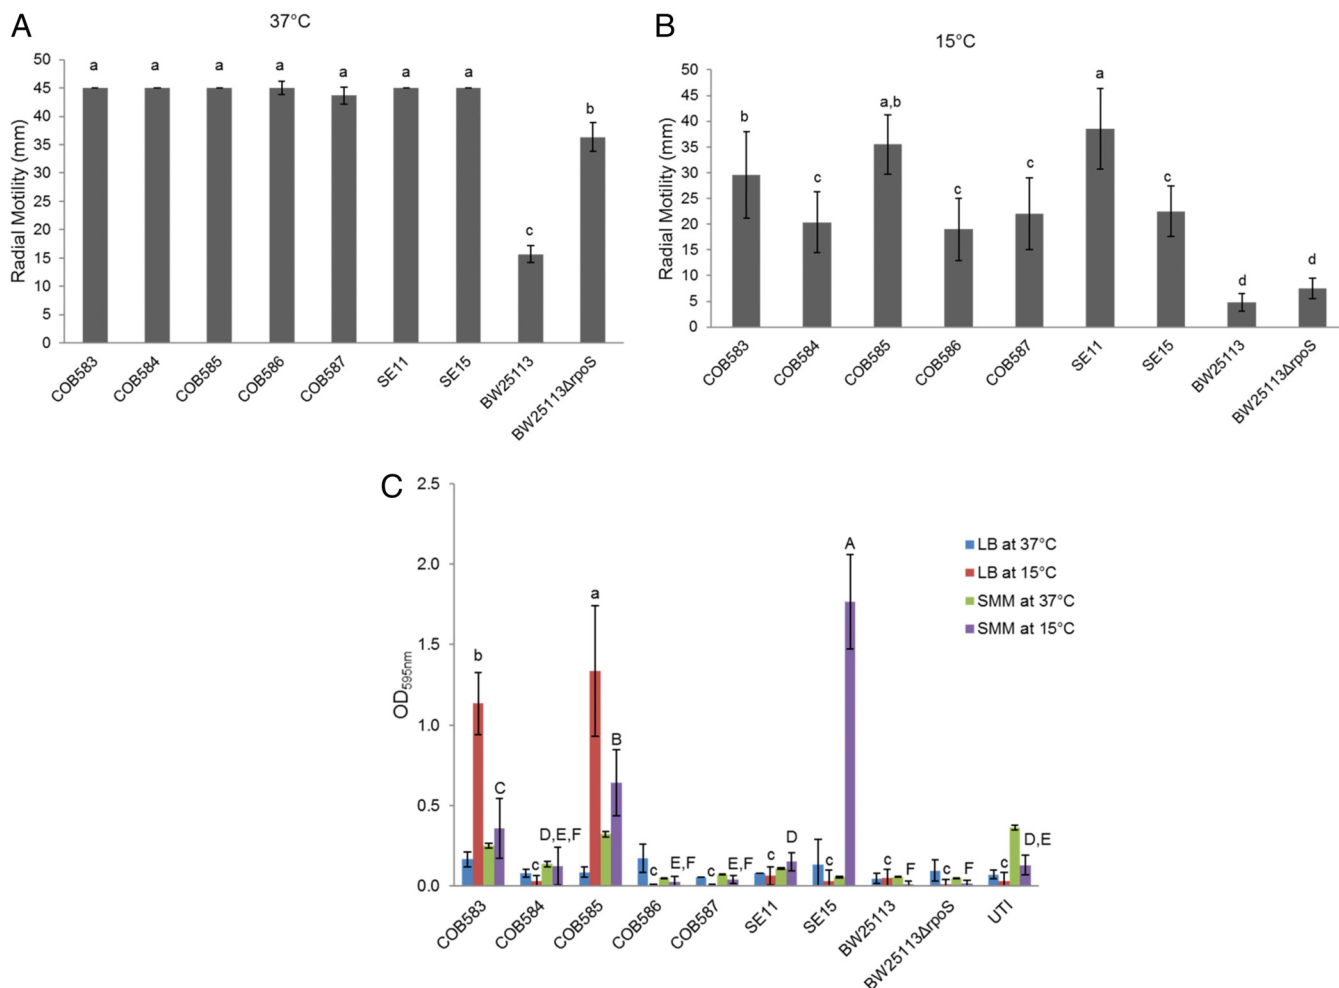 A
37°C
Radial Motility (mm)
50
45
40
35
30
25
20
15
10
5
0
a
a
a
a
a
a
a
c
b
COB583
COB584
COB585
COB586
COB587
SE11
SE15
BW25113
BW25113ΔrpoS
B
15°C
Radial Motility (mm)
50
45
40
35
30
25
20
15
10
5
0
b
c
a,b
c
c
a
c
d
d
COB583
COB584
COB585
COB586
COB587
SE11
SE15
BW25113
BW25113ΔrpoS
C
OD595nm
2.5
2.0
1.5
1.0
0.5
0.0
b
C
c
D,E,F
a
B
c
E,F
c
E,F
c
D
c
A
c
F
c
F
c
D,E
LB at 37°C
LB at 15°C
SMM at 37°C
SMM at 15°C
COB583
COB584
COB585
COB586
COB587
SE11
SE15
BW25113
BW25113ΔrpoS
UTI